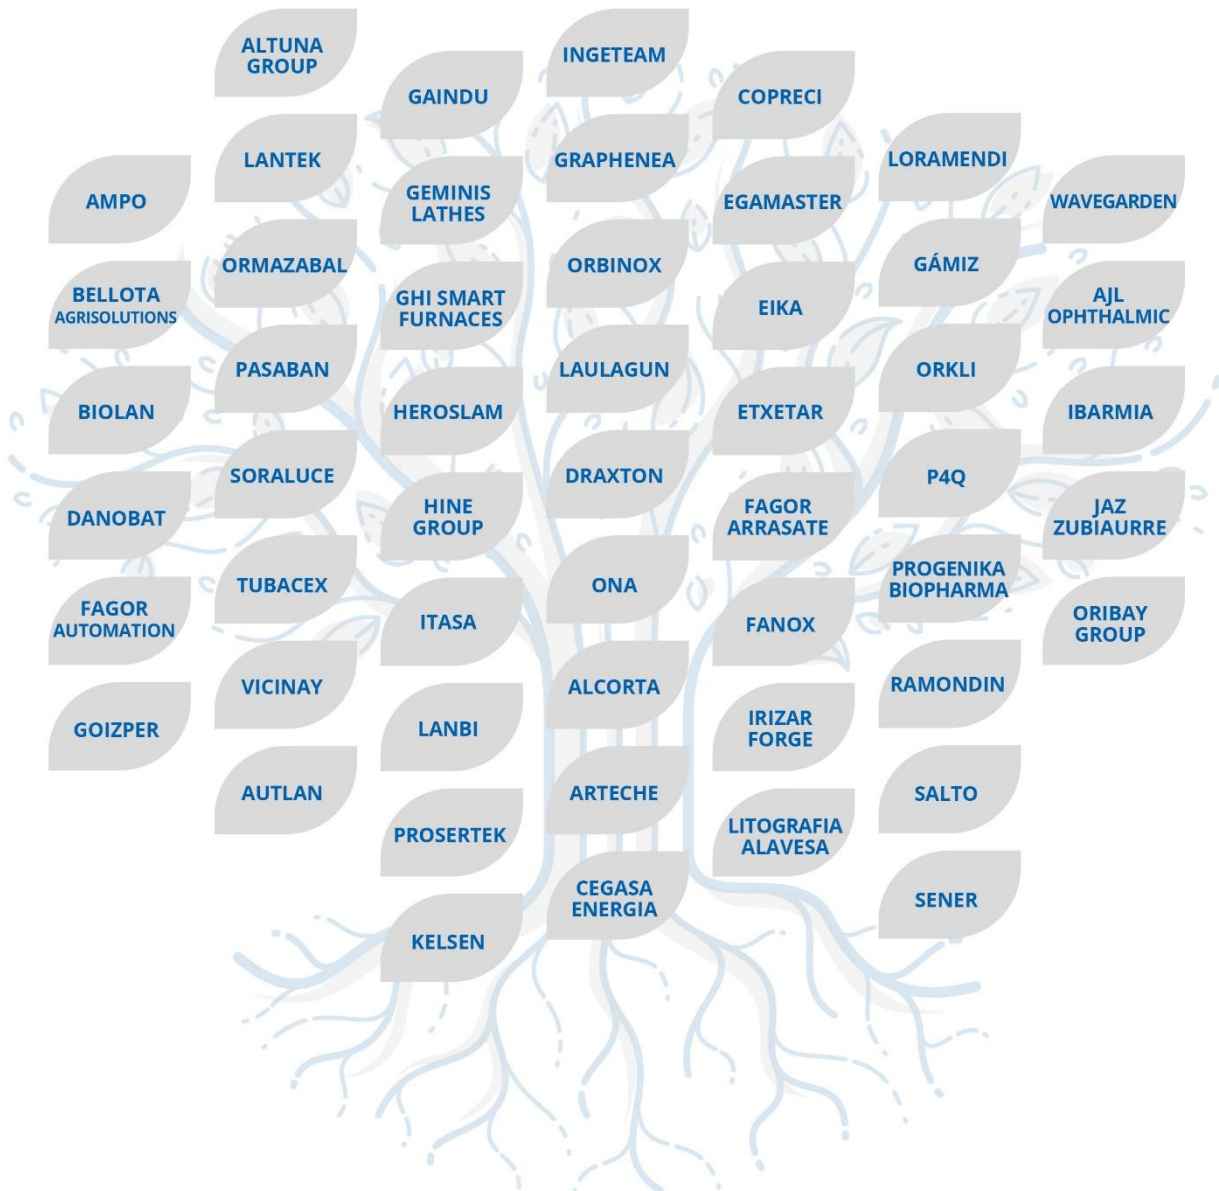 ALTUNA
GROUP
INGETEAM
GAINDU
COPRECI
LANTEK
GRAPHENEA
LORAMENDI
AMPO
GEMINIS
LATHES
EGAMASTER
WAVEGARDEN
ORMAZABAL
ORBINOX
GÁMIZ
BELLOTA
AGRISOLUTIONS
GHI SMART
FURNACES
EIKA
AJL
OPHTHALMIC
PASABAN
LAULAGUN
ORKLI
BIOLAN
HEROSLAM
ETXETAR
IBARMIA
SORALUCE
DRAXTON
P4Q
DANOBAT
HINE
GROUP
FAGOR
ARRASATE
JAZ
ZUBIAURRE
TUBACEX
ONA
PROGENIKA
BIOPHARMA
FAGOR
AUTOMATION
ITASA
FANOX
ORIBAY
GROUP
VICINAY
ALCORTA
RAMONDIN
GOIZPER
LANBI
IRIZAR
FORGE
AUTLAN
ARTECHE
SALTO
PROSERTEK
LITOGRAFIA
ALAVESA
CEGASA
ENERGIA
SENER
KELSEN